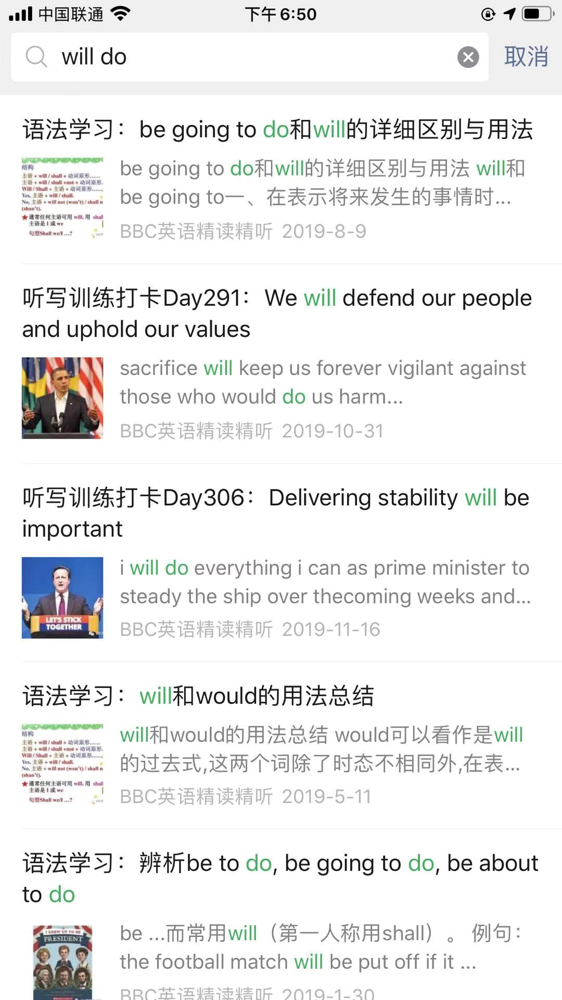 中国联通
下午6:50
will do
取消
语法学习：be going to do和will的详细区别与用法
结构
主语 + will / shall + 动词原形......
主语 + will / shall +not + 动词原形.
Will / Shall + 主语 + 动词原形......
Yes, 主语 + will / shall.
No, 主语 + will not (won't) / shall n
(shan't).
★通常任何主语可用 will. 用 shall
主语是 I 或 we
句型Shall we/I ...?
be going to do和will的详细区别与用法 will和
be going to一、在表示将来发生的事情时...
BBC英语精读精听 2019-8-9
听写训练打卡Day291：We will defend our people
and uphold our values
sacrifice will keep us forever vigilant against
those who would do us harm...
BBC英语精读精听 2019-10-31
听写训练打卡Day306：Delivering stability will be
important
LET'S STICK
TOGETHER
i will do everything i can as prime minister to
steady the ship over thecoming weeks and...
BBC英语精读精听 2019-11-16
语法学习：will和would的用法总结
结构
主语 + will / shall + 动词原形......
主语 + will / shall +not + 动词原形.
Will / Shall + 主语 + 动词原形......
Yes, 主语 + will / shall.
No, 主语 + will not (won't) / shall n
(shan't).
★通常任何主语可用 will. 用 shall
主语是 I 或 we
句型Shall we/I ...?
will和would的用法总结 would可以看作是will
的过去式,这两个词除了时态不相同外,在表...
BBC英语精读精听 2019-5-11
语法学习：辨析be to do, be going to do, be about
to do
I GREW UP TO BE
PRESIDENT
be ...而常用will（第一人称用shall）。 例句：
the football match will be put off if it ...
BBC英语精读精听 2019-1-30